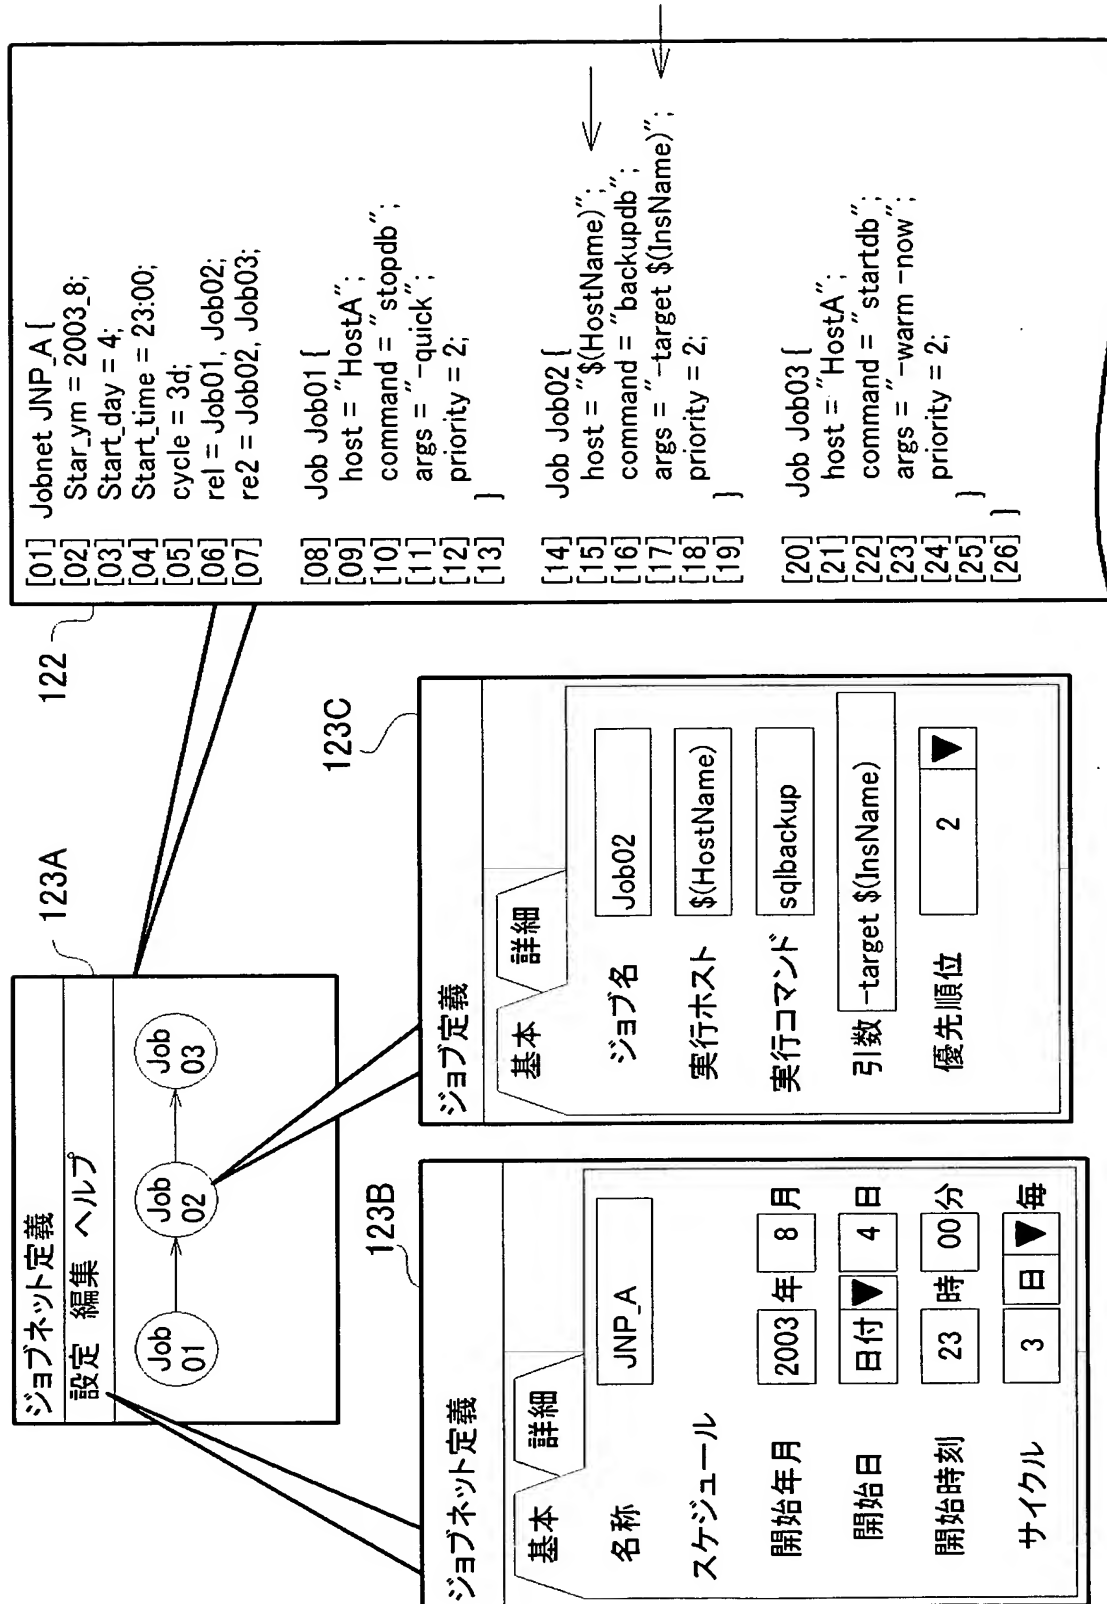 123A
ジョブネット定義
設定 編集 ヘルプ
Job
01
Job
02
Job
03
122
[01] Jobnet JNP_A {
[02] Star_ym = 2003_8;
[03] Start_day = 4;
[04] Start_time = 23:00;
[05] cycle = 3d;
[06] rel = Job01, Job02;
[07] re2 = Job02, Job03;
[08] Job Job01 {
[09] host = "HostA";
[10] command = "stopdb";
[11] args = "-quick";
[12] priority = 2;
[13] }
[14] Job Job02 {
[15] host = "$(HostName)";
[16] command = "backupdb";
[17] args = "-target $(InsName)";
[18] priority = 2;
[19] }
[20] Job Job03 {
[21] host = "HostA";
[22] command = "startdb";
[23] args = "-warm -now";
[24] priority = 2;
[25] }
[26] }
123B
ジョブネット定義
基本 詳細
名称 JNP_A
スケジュール
開始年月 2003 年 8 月
開始日 日付 ▼ 4 日
開始時刻 23 時 00 分
サイクル 3 日 ▼ 毎
123C
ジョブ定義
基本 詳細
ジョブ名 Job02
実行ホスト $(HostName)
実行コマンド sqlbackup
引数 -target $(InsName)
優先順位 2 ▼